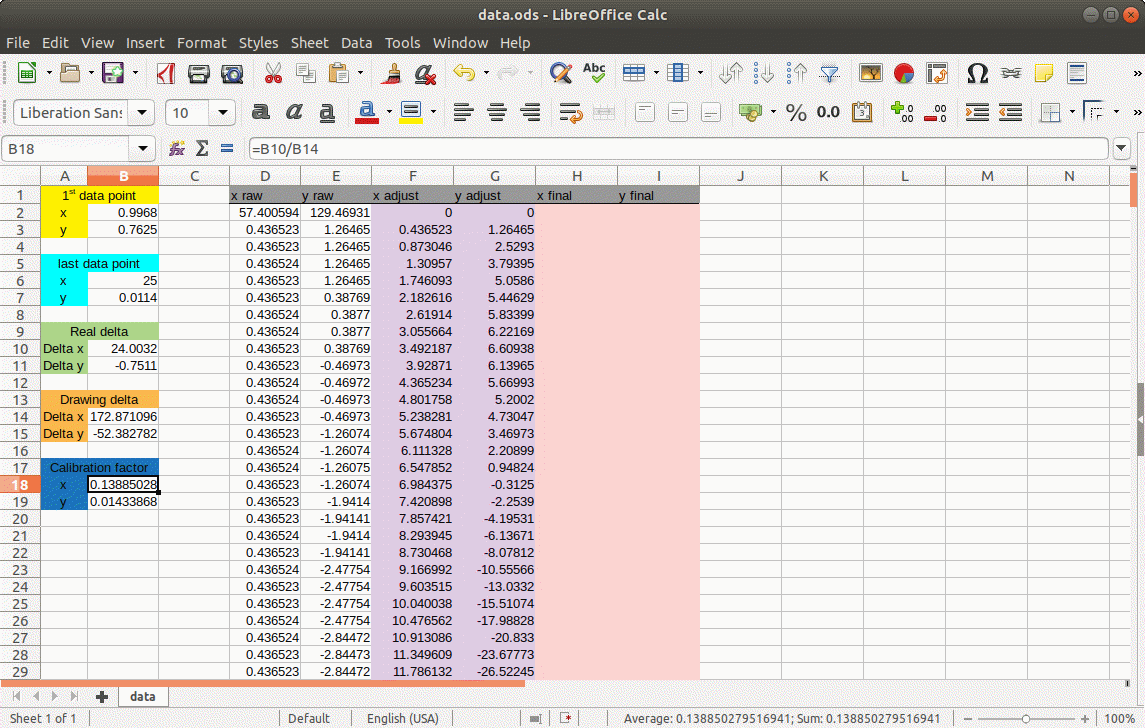 data.ods - LibreOffice Calc
File Edit View Insert Format Styles Sheet Data Tools Window Help
Abc
Liberation Sans 10 a a a a % 0.0
B18 =B10/B14
A B C D E F G H I J K L M N
1 1st data point x raw y raw x adjust y adjust x final y final
2 x 0.9968 57.400594 129.46931 0 0
3 y 0.7625 0.436523 1.26465 0.436523 1.26465
4 0.436523 1.26465 0.873046 2.5293
5 last data point 0.436524 1.26465 1.30957 3.79395
6 x 25 0.436523 1.26465 1.746093 5.0586
7 y 0.0114 0.436523 0.38769 2.182616 5.44629
8 0.436524 0.3877 2.61914 5.83399
9 Real delta 0.436524 0.3877 3.055664 6.22169
10 Delta x 24.0032 0.436523 0.38769 3.492187 6.60938
11 Delta y -0.7511 0.436523 -0.46973 3.92871 6.13965
12 0.436524 -0.46972 4.365234 5.66993
13 Drawing delta 0.436524 -0.46973 4.801758 5.2002
14 Delta x 172.871096 0.436523 -0.46973 5.238281 4.73047
15 Delta y -52.382782 0.436523 -1.26074 5.674804 3.46973
16 0.436524 -1.26074 6.111328 2.20899
17 Calibration factor 0.436524 -1.26075 6.547852 0.94824
18 x 0.13885028 0.436523 -1.26074 6.984375 -0.3125
19 y 0.01433868 0.436523 -1.9414 7.420898 -2.2539
20 0.436523 -1.94141 7.857421 -4.19531
21 0.436524 -1.9414 8.293945 -6.13671
22 0.436523 -1.94141 8.730468 -8.07812
23 0.436524 -2.47754 9.166992 -10.55566
24 0.436523 -2.47754 9.603515 -13.0332
25 0.436523 -2.47754 10.040038 -15.51074
26 0.436524 -2.47754 10.476562 -17.98828
27 0.436524 -2.84472 10.913086 -20.833
28 0.436523 -2.84473 11.349609 -23.67773
29 0.436523 -2.84472 11.786132 -26.52245
data
Sheet 1 of 1 Default English (USA) Average: 0.138850279516941; Sum: 0.138850279516941 100%